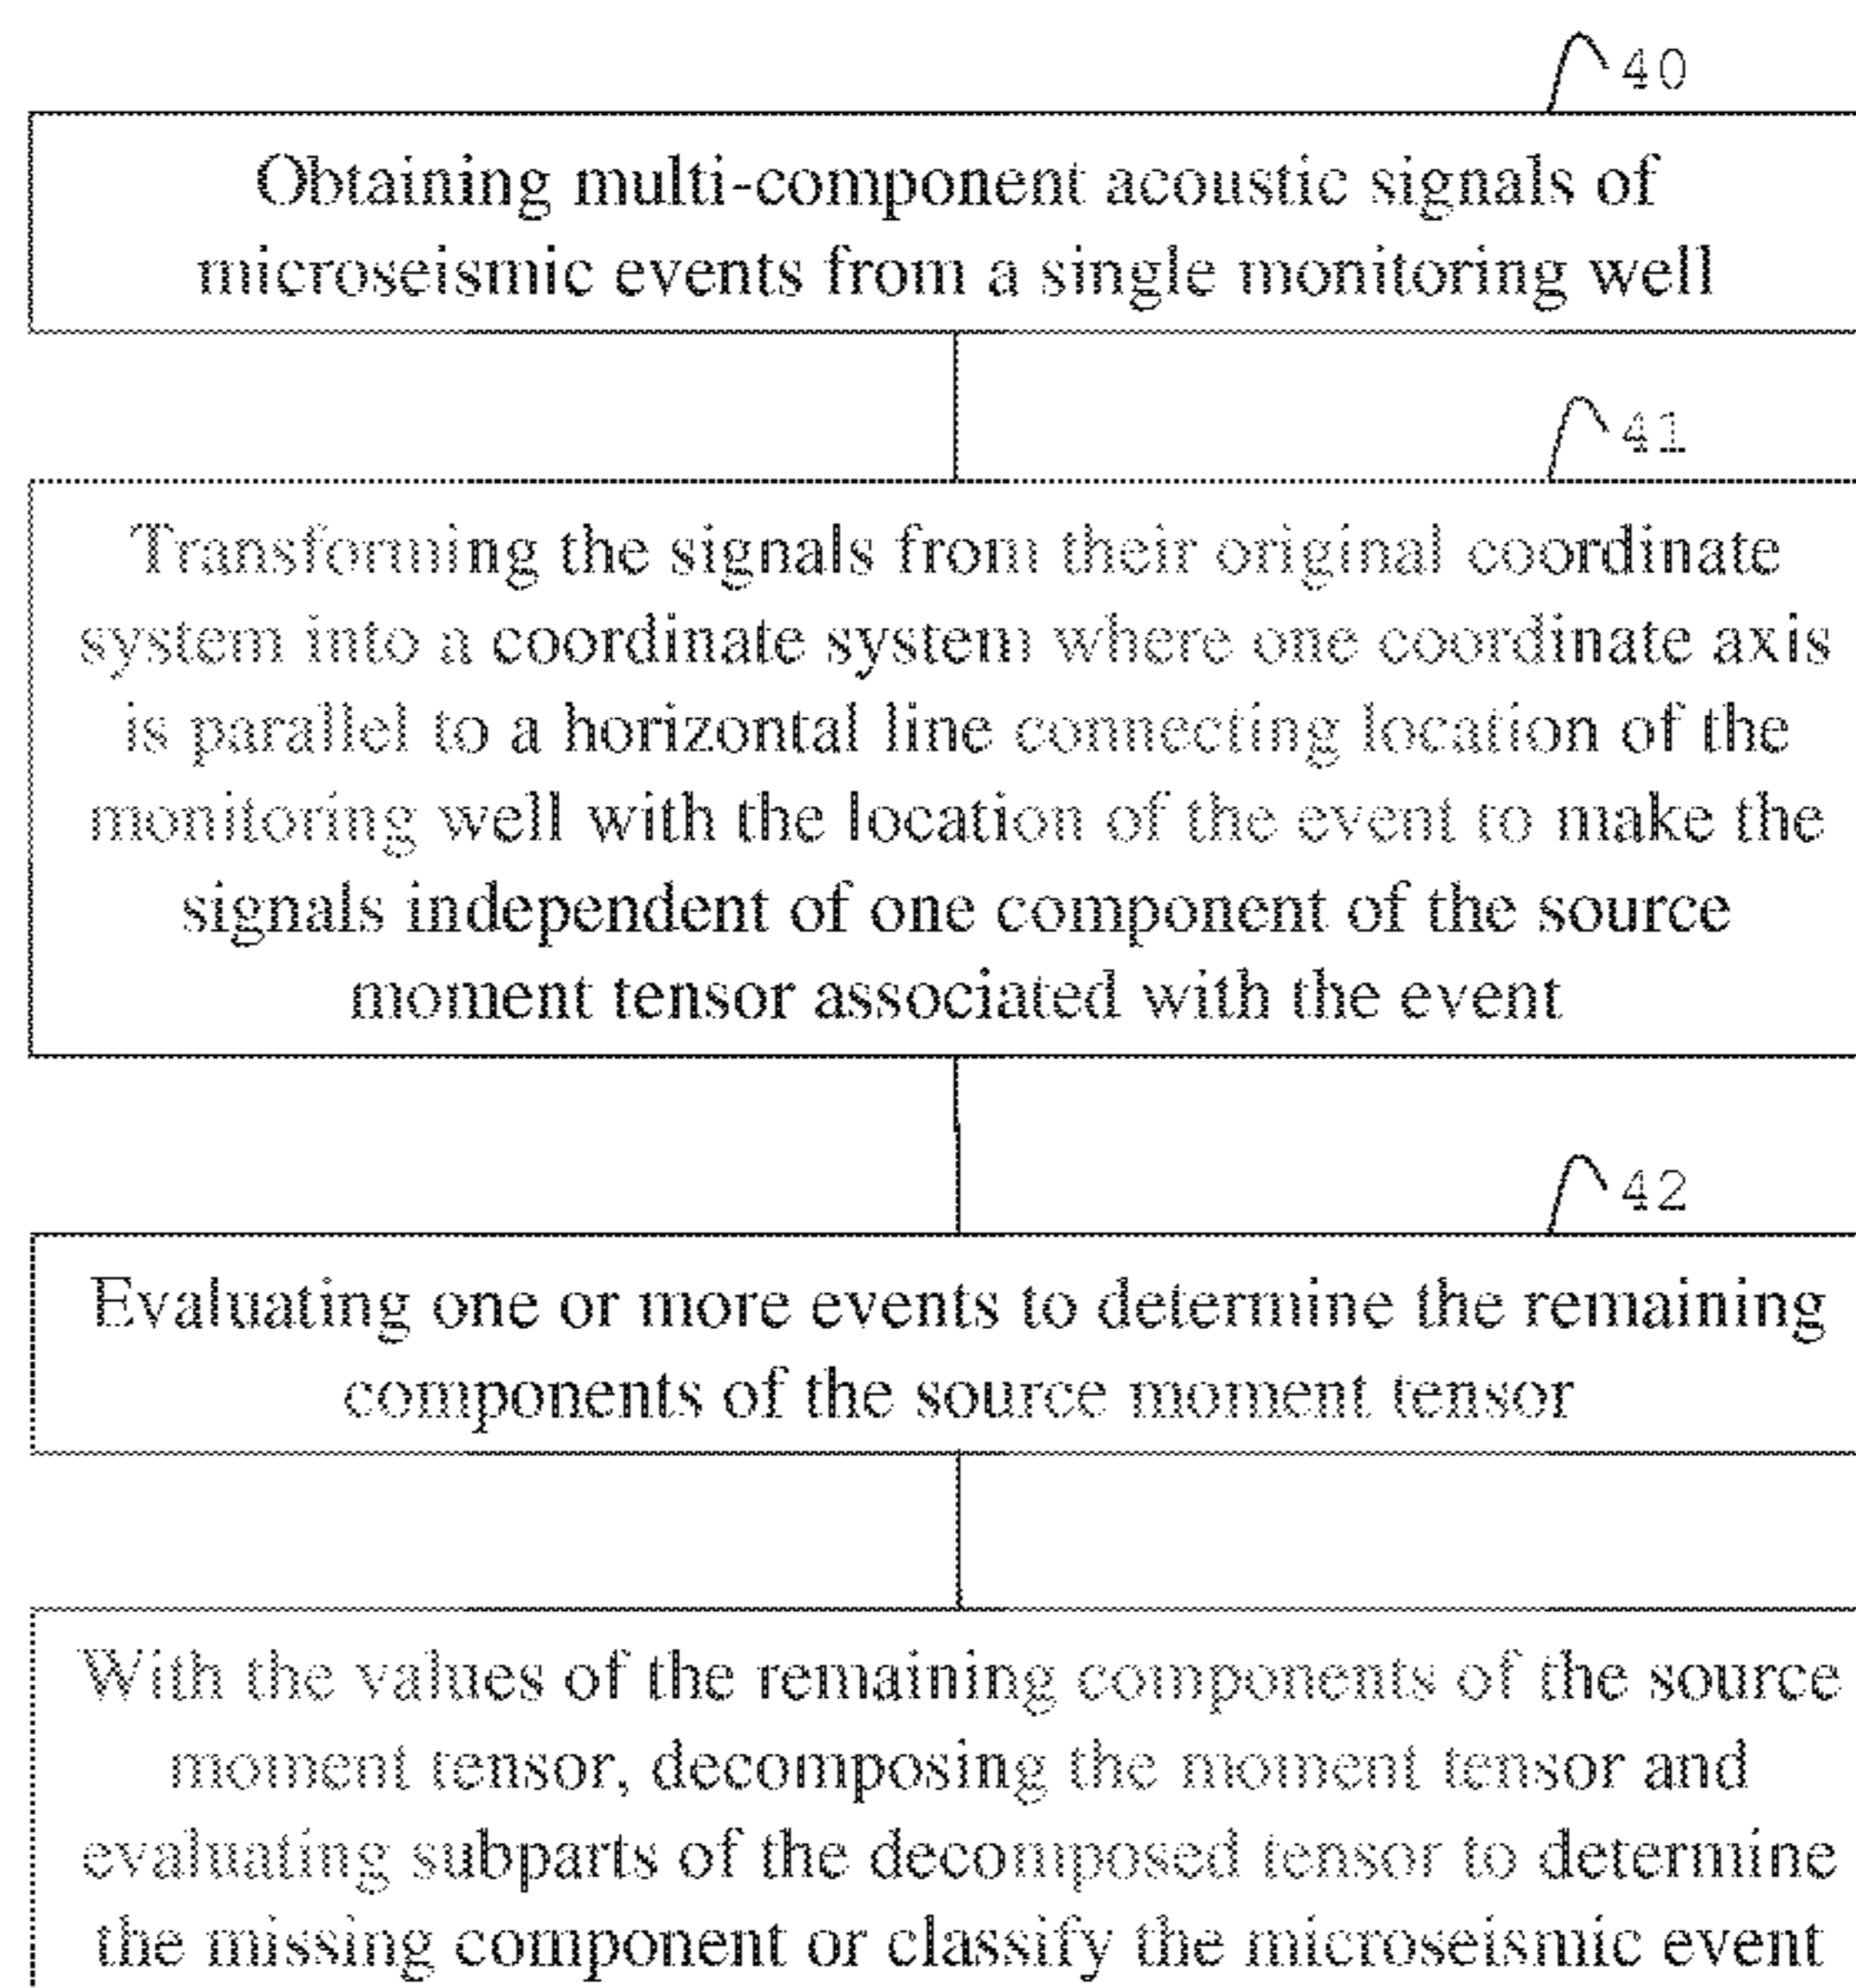 40
Obtaining multi-component acoustic signals of
microseismic events from a single monitoring well
41
Transforming the signals from their original coordinate
system into a coordinate system where one coordinate axis
is parallel to a horizontal line connecting location of the
monitoring well with the location of the event to make the
signals independent of one component of the source
moment tensor associated with the event
42
Evaluating one or more events to determine the remaining
components of the source moment tensor
With the values of the remaining components of the source
moment tensor, decomposing the moment tensor and
evaluating subparts of the decomposed tensor to determine
the missing component or classify the microseismic event